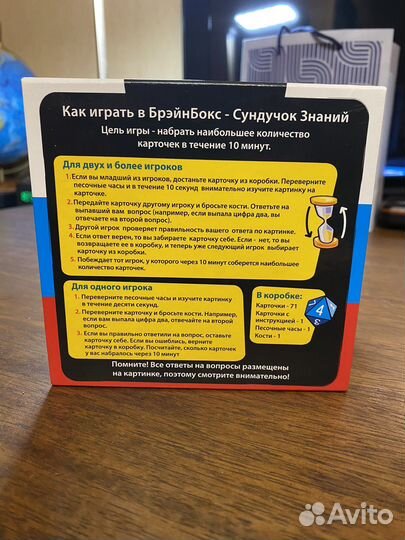 Как играть в БрэйнБокс - Сундучок Знаний
Цель игры - набрать наибольшее количество
карточек в течение 10 минут.
Для двух и более игроков
1. Если вы младший из игроков, достаньте карточку из коробки. Переверните
песочные часы и в течение 10 секунд внимательно изучите картинку на
карточке.
2. Передайте карточку другому игроку и бросьте кости. Ответьте на
выпавший вам вопрос (например, если выпала цифра два, вы
отвечаете на второй вопрос).
3. Другой игрок проверяет правильность вашего ответа по картинке.
4. Если ответ верен, то вы забираете карточку себе. Если - нет, то вы
возвращаете ее в коробку, и теперь уже следующий игрок выбирает
карточку из коробки.
5. Побеждает тот игрок, у которого через 10 минут соберется наибольшее
количество карточек.
Для одного игрока
1. Переверните песочные часы и изучите картинку
в течение десяти секунд.
2. Переверните карточку и бросьте кости. Например,
если вам выпала цифра два, отвечайте на второй
вопрос.
3. Если вы правильно ответили на вопрос, оставьте
карточку себе. Если вы ошиблись, верните
карточку в коробку. Посчитайте, сколько карточек
у вас набралось через 10 минут
В коробке:
Карточки - 71
Карточки с
инструкцией - 1
Песочные часы - 1
Кости - 1
4
Помните! Все ответы на вопросы размещены
на картинке, поэтому смотрите внимательно!
Avito